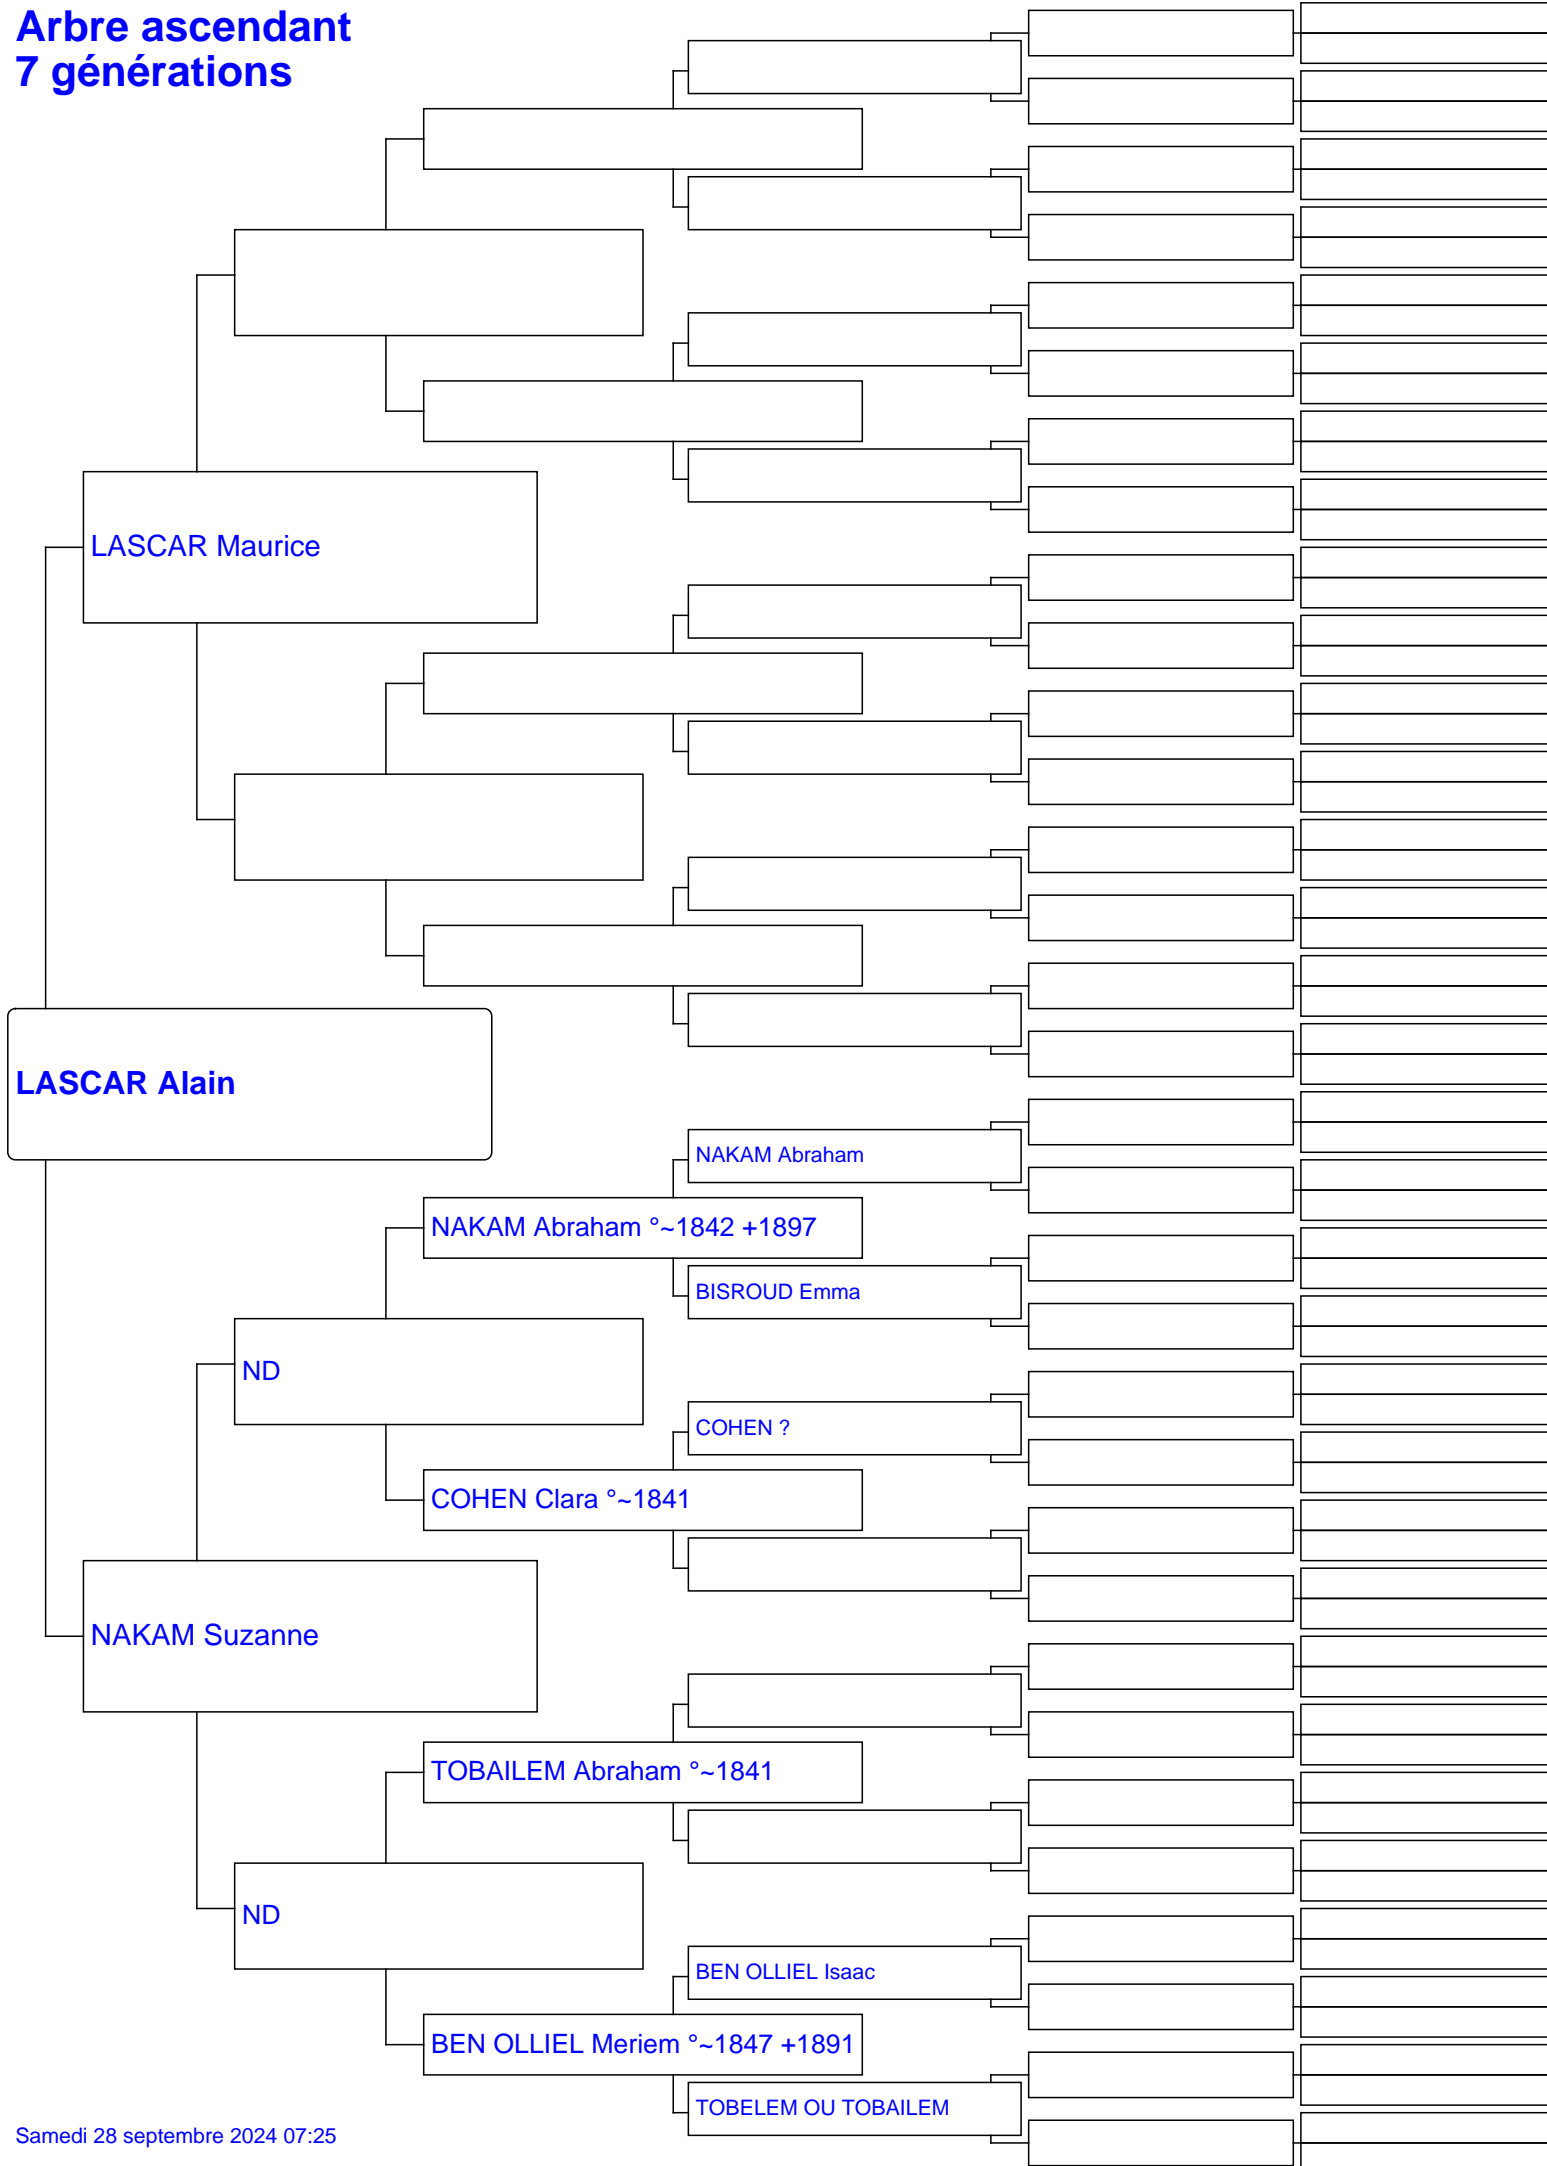 Arbre ascendant
7 générations
LASCAR Maurice
LASCAR Alain
NAKAM Abraham
NAKAM Abraham °~1842 +1897
BISROUD Emma
ND
COHEN ?
COHEN Clara °~1841
NAKAM Suzanne
TOBAILEM Abraham °~1841
ND
BEN OLLIEL Isaac
BEN OLLIEL Meriem °~1847 +1891
TOBELEM OU TOBAILEM
Samedi 28 septembre 2024 07:25